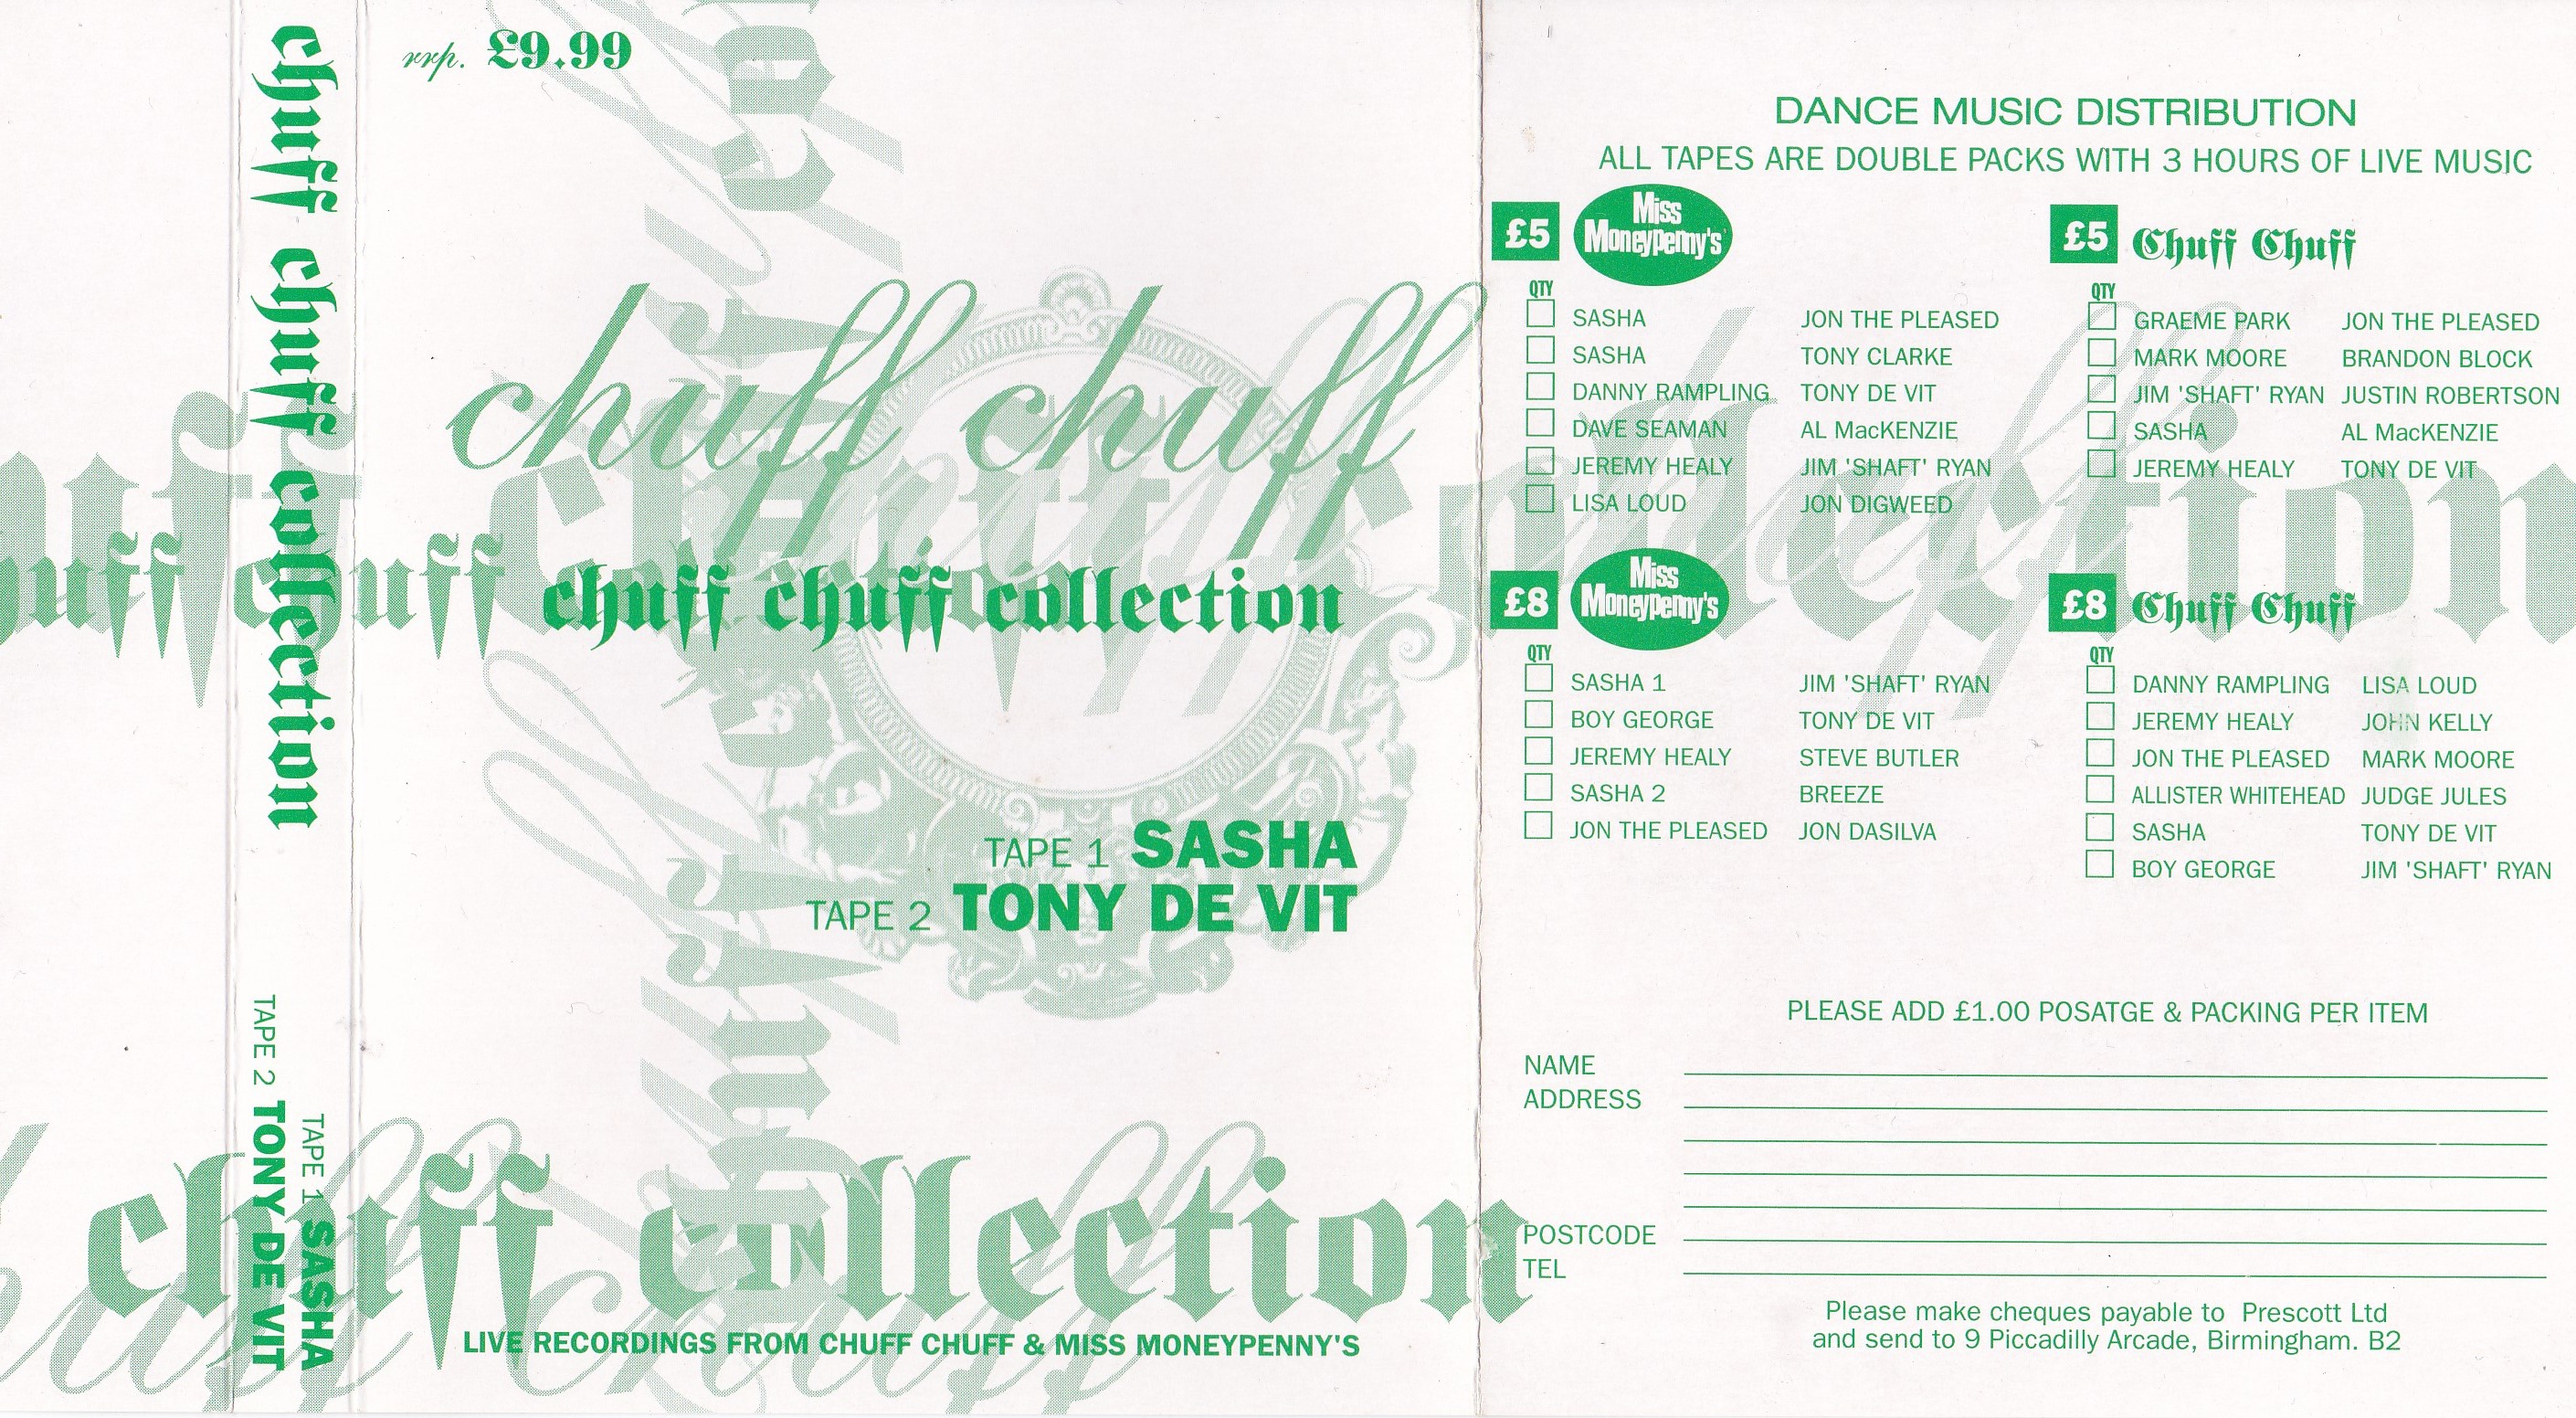 chuff chuff collection
TAPE 1 SASHA
TAPE 2 TONY DE VIT
rrp. £9.99
chuff chuff
chuff chuff collection
TAPE 1 SASHA
TAPE 2 TONY DE VIT
chuff collection
LIVE RECORDINGS FROM CHUFF CHUFF & MISS MONEYPENNY'S
DANCE MUSIC DISTRIBUTION
ALL TAPES ARE DOUBLE PACKS WITH 3 HOURS OF LIVE MUSIC
£5 Miss Moneypenny's
QTY
SASHA JON THE PLEASED
SASHA TONY CLARKE
DANNY RAMPLING TONY DE VIT
DAVE SEAMAN AL MacKENZIE
JEREMY HEALY JIM 'SHAFT' RYAN
LISA LOUD JON DIGWEED
£5 Chuff Chuff
QTY
GRAEME PARK JON THE PLEASED
MARK MOORE BRANDON BLOCK
JIM 'SHAFT' RYAN JUSTIN ROBERTSON
SASHA AL MacKENZIE
JEREMY HEALY TONY DE VIT
£8 Miss Moneypenny's
QTY
SASHA 1 JIM 'SHAFT' RYAN
BOY GEORGE TONY DE VIT
JEREMY HEALY STEVE BUTLER
SASHA 2 BREEZE
JON THE PLEASED JON DASILVA
£8 Chuff Chuff
QTY
DANNY RAMPLING LISA LOUD
JEREMY HEALY JOHN KELLY
JON THE PLEASED MARK MOORE
ALLISTER WHITEHEAD JUDGE JULES
SASHA TONY DE VIT
BOY GEORGE JIM 'SHAFT' RYAN
PLEASE ADD £1.00 POSATGE & PACKING PER ITEM
NAME
ADDRESS
POSTCODE
TEL
Please make cheques payable to Prescott Ltd
and send to 9 Piccadilly Arcade, Birmingham. B2